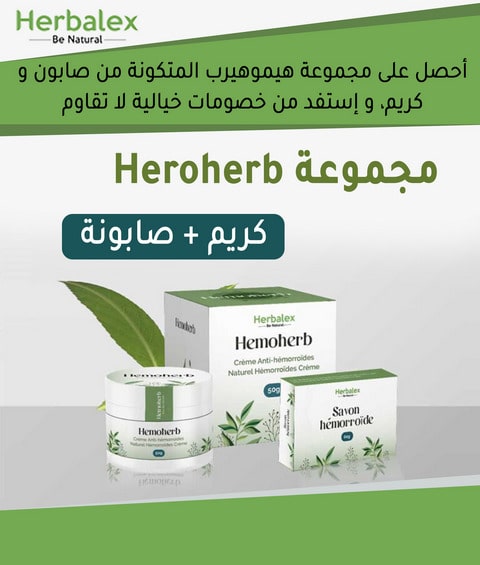 Herbalex
Be Natural
أحصل على مجموعة هيموهيرب المتكونة من صابون و
كريم، و إستفد من خصومات خيالية لا تقاوم
مجموعة Heroherb
كريم + صابونة
Herbalex
Be Natural
Hemoherb
Crème Anti-hémorroïdes
Naturel Hémorroïdes Crème
50g
Hemoherb
Hemoherb
Hemoherb
Crème Anti-hémorroïdes
Naturel Hémorroïdes Crème
50g
Herbalex
Savon
hémorroïde